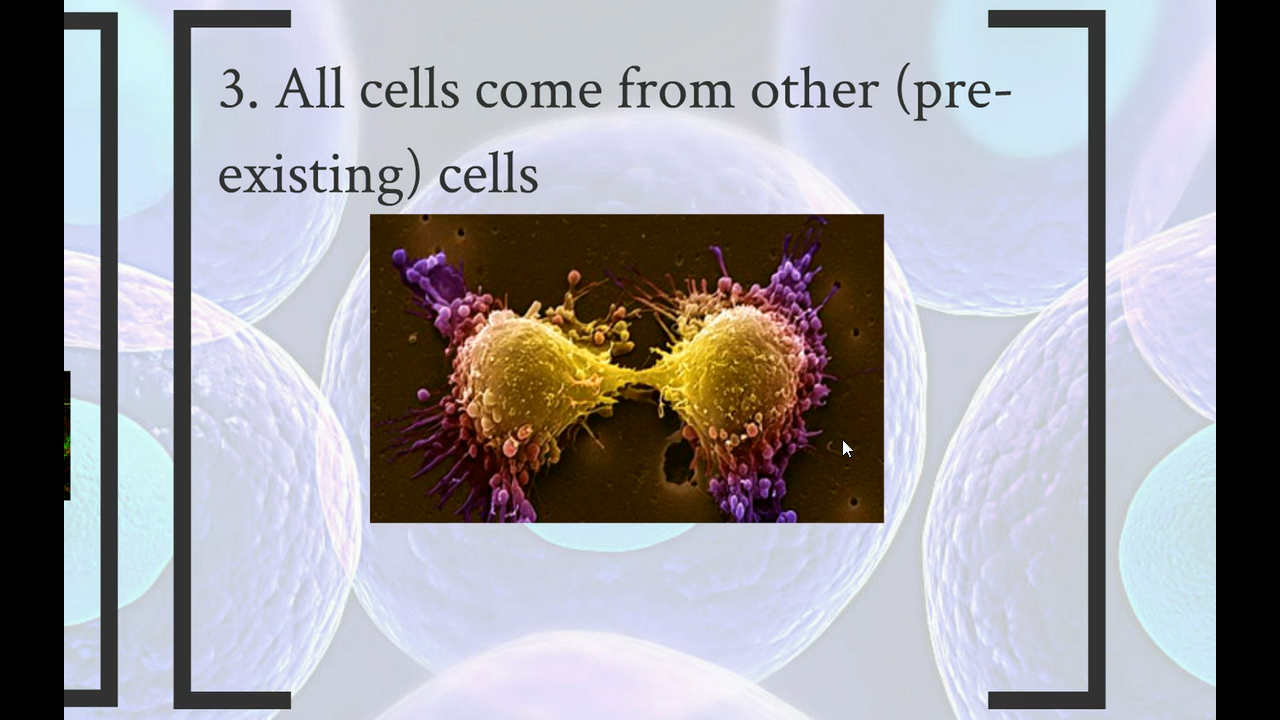 3. All cells come from other (pre-
existing) cells